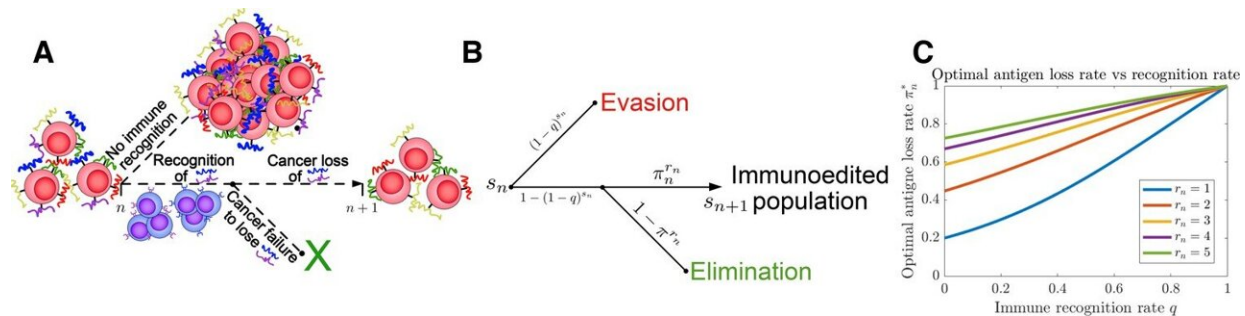 A
No immune
recognition
Recognition
of
Cancer loss
of
n
n + 1
Cancer failure
to lose
X
B
Evasion
(1 − q)^{s_n}
s_n
1 − (1 − q)^{s_n}
π_n^{r_n}
Immunoedited
s_{n+1} population
1 − π^{r_n}
Elimination
C
Optimal antigen loss rate vs recognition rate
Optimal antigne loss rate π_n^*
1
0.8
0.6
0.4
0.2
0
0
0.2
0.4
0.6
0.8
1
r_n = 1
r_n = 2
r_n = 3
r_n = 4
r_n = 5
Immune recognition rate q